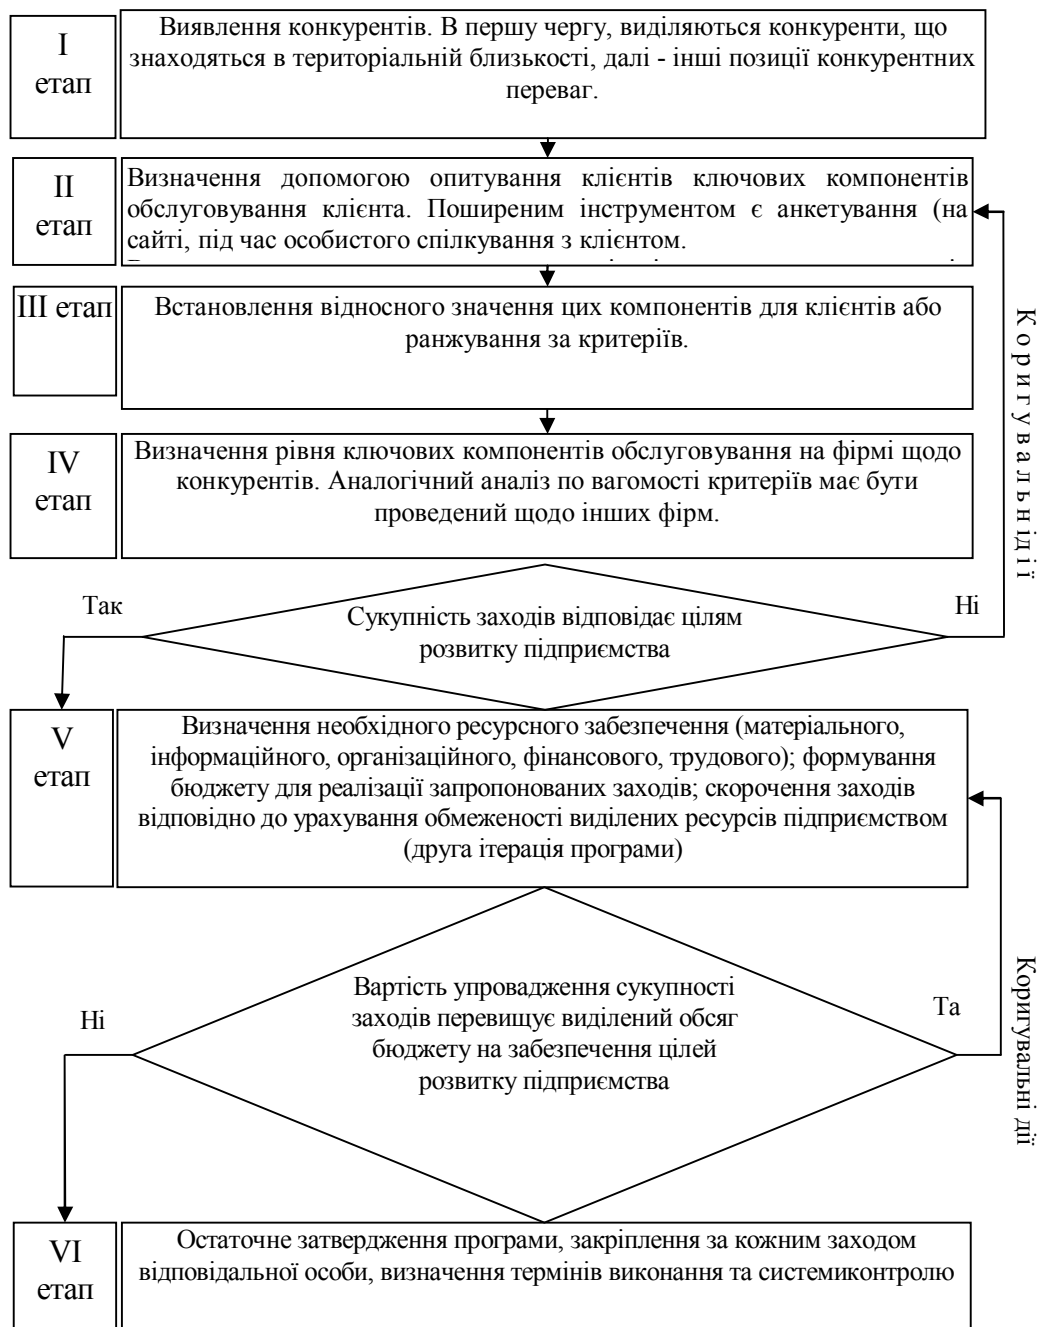 I
етап
Виявлення конкурентів. В першу чергу, виділяються конкуренти, що
знаходяться в територіальній близькості, далі - інші позиції конкурентних
переваг.
II
етап
Визначення допомогою опитування клієнтів ключових компонентів
обслуговування клієнта. Поширеним інструментом є анкетування (на
сайті, під час особистого спілкування з клієнтом.
III етап
Встановлення відносного значення цих компонентів для клієнтів або
ранжування за критеріїв.
IV
етап
Визначення рівня ключових компонентів обслуговування на фірмі щодо
конкурентів. Аналогічний аналіз по вагомості критеріїв має бути
проведений щодо інших фірм.
К о р и г у в а л ь н і д і ї
Так
Сукупність заходів відповідає цілям
розвитку підприємства
Ні
V
етап
Визначення необхідного ресурсного забезпечення (матеріального,
інформаційного, організаційного, фінансового, трудового); формування
бюджету для реалізації запропонованих заходів; скорочення заходів
відповідно до урахування обмеженості виділених ресурсів підприємством
(друга ітерація програми)
Ні
Вартість упровадження сукупності
заходів перевищує виділений обсяг
бюджету на забезпечення цілей
розвитку підприємства
Та
Коригувальні дії
VI
етап
Остаточне затвердження програми, закріплення за кожним заходом
відповідальної особи, визначення термінів виконання та системиконтролю